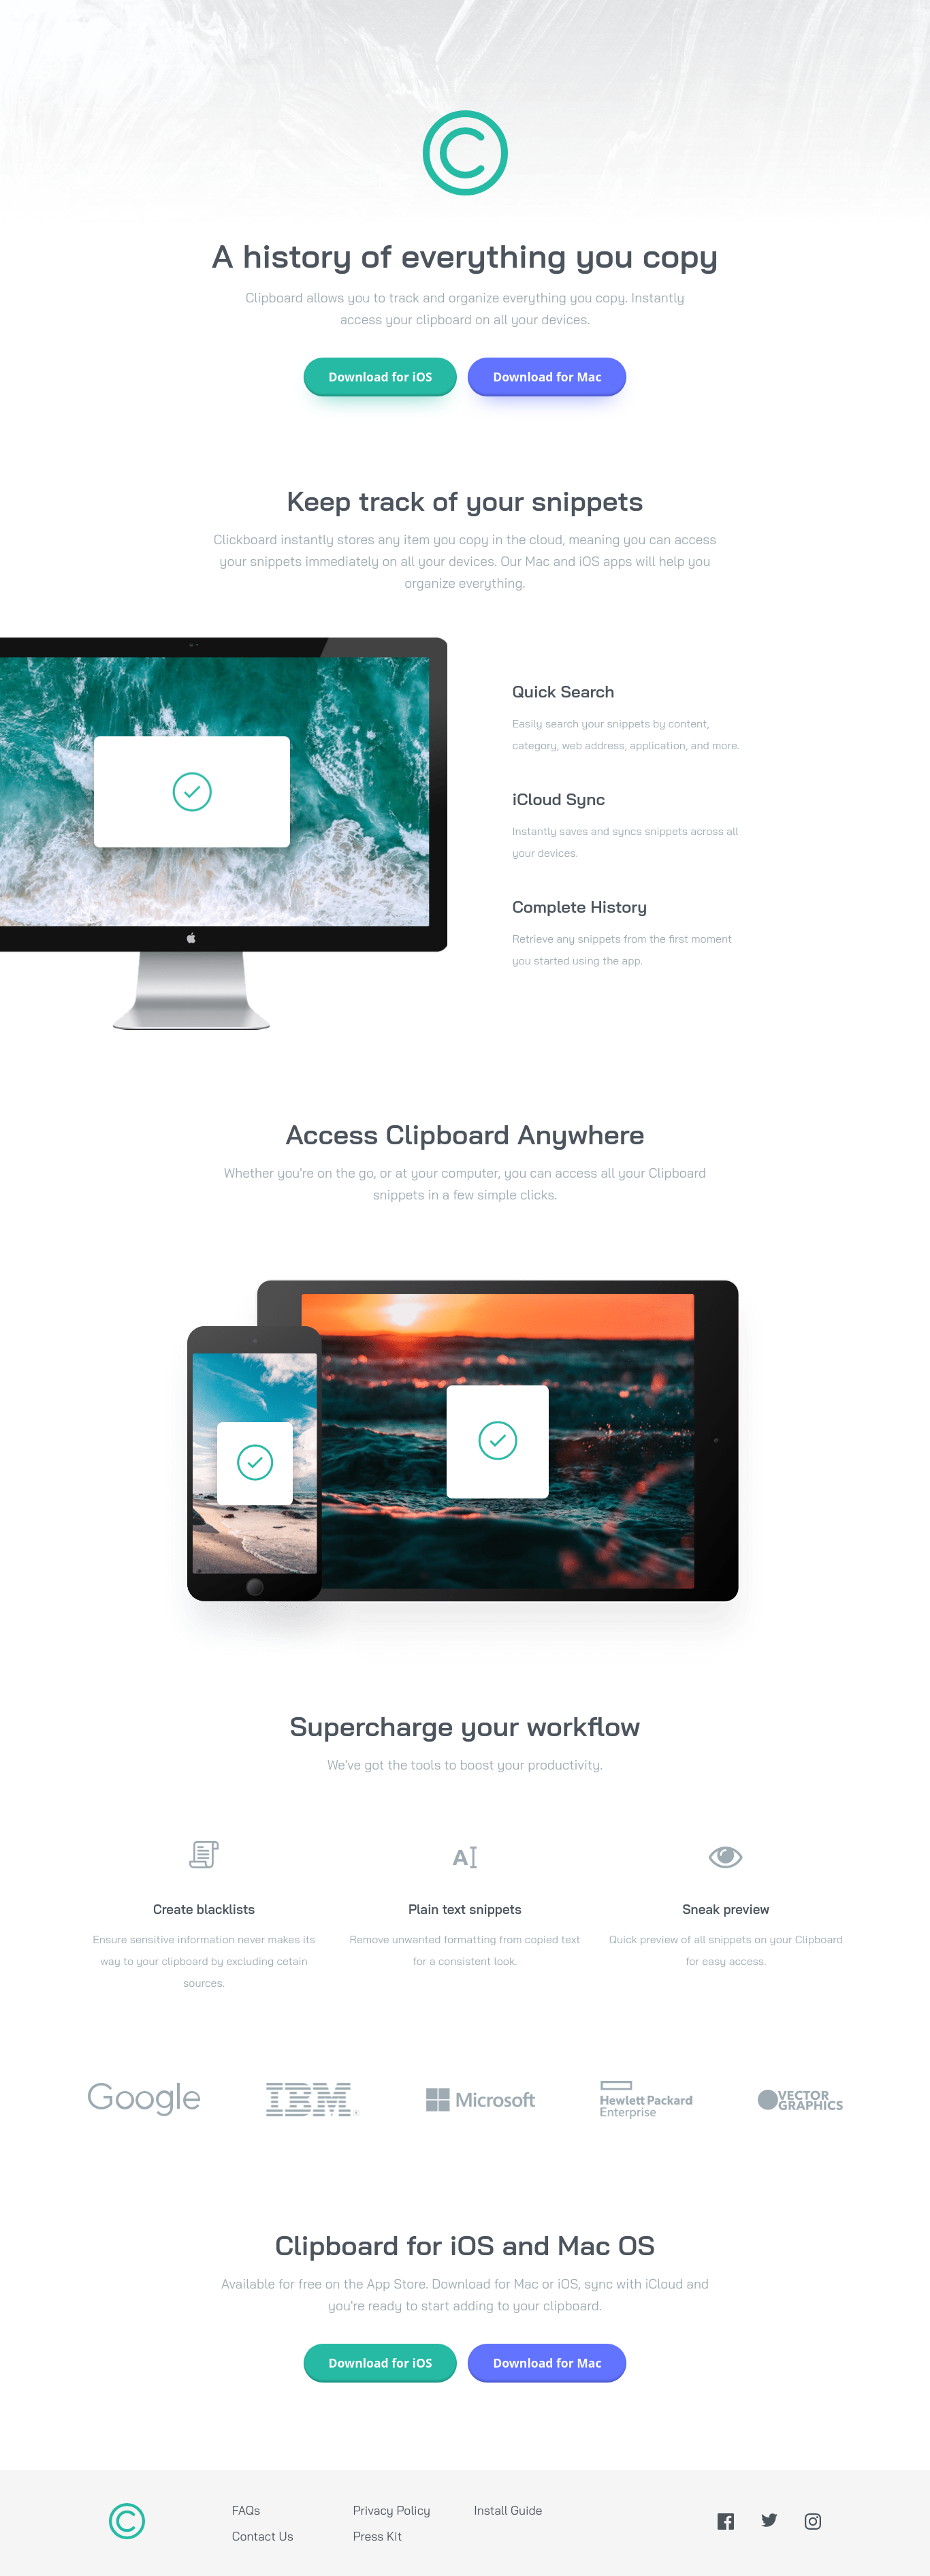 A history of everything you copy
Clipboard allows you to track and organize everything you copy. Instantly
access your clipboard on all your devices.
Download for iOS
Download for Mac
Keep track of your snippets
Clickboard instantly stores any item you copy in the cloud, meaning you can access
your snippets immediately on all your devices. Our Mac and iOS apps will help you
organize everything.
Quick Search
Easily search your snippets by content,
category, web address, application, and more.
iCloud Sync
Instantly saves and syncs snippets across all
your devices.
Complete History
Retrieve any snippets from the first moment
you started using the app.
Access Clipboard Anywhere
Whether you're on the go, or at your computer, you can access all your Clipboard
snippets in a few simple clicks.
Supercharge your workflow
We've got the tools to boost your productivity.
Create blacklists
Ensure sensitive information never makes its
way to your clipboard by excluding cetain
sources.
Plain text snippets
Remove unwanted formatting from copied text
for a consistent look.
Sneak preview
Quick preview of all snippets on your Clipboard
for easy access.
Google
IBM
Microsoft
Hewlett Packard
Enterprise
VECTOR
GRAPHICS
Clipboard for iOS and Mac OS
Available for free on the App Store. Download for Mac or iOS, sync with iCloud and
you're ready to start adding to your clipboard.
Download for iOS
Download for Mac
FAQs
Contact Us
Privacy Policy
Press Kit
Install Guide